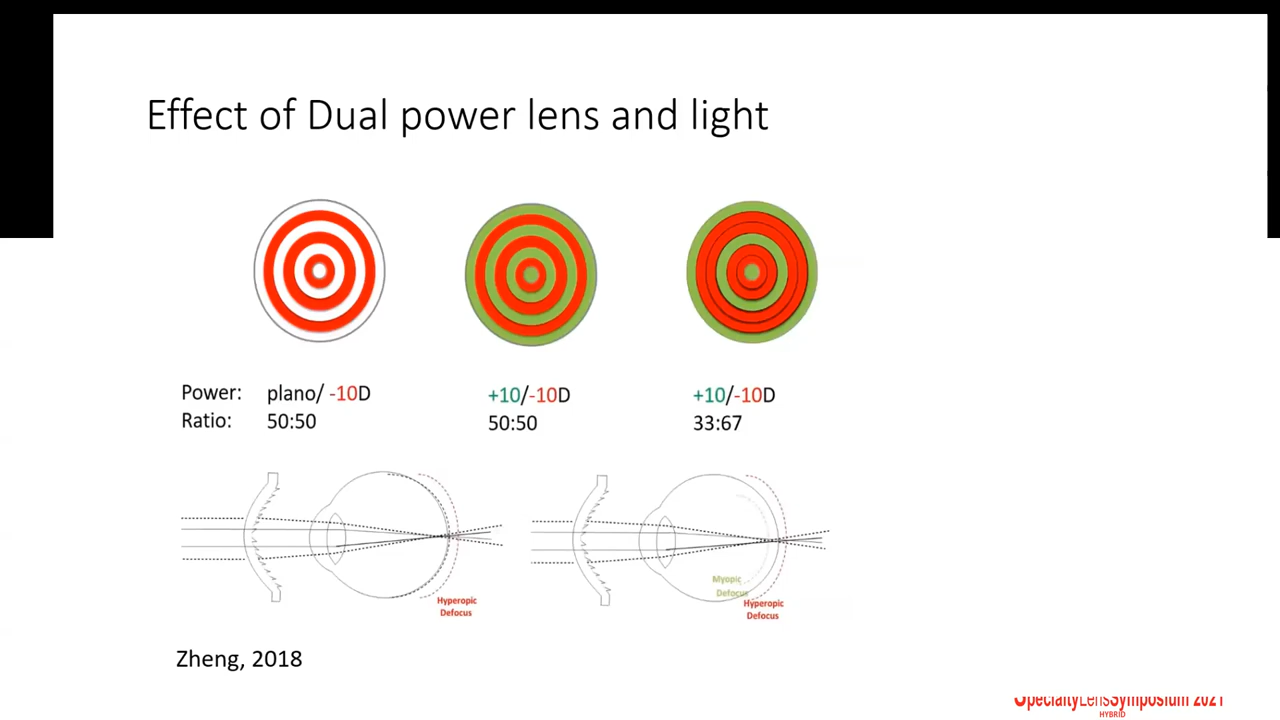 Effect of Dual power lens and light
Power: plano/ -10D +10/-10D +10/-10D
Ratio: 50:50 50:50 33:67
Hyperopic
Defocus
Myopic
Defocus
Hyperopic
Defocus
Zheng, 2018
SpecialtyLensSymposium 2021
HYBRID